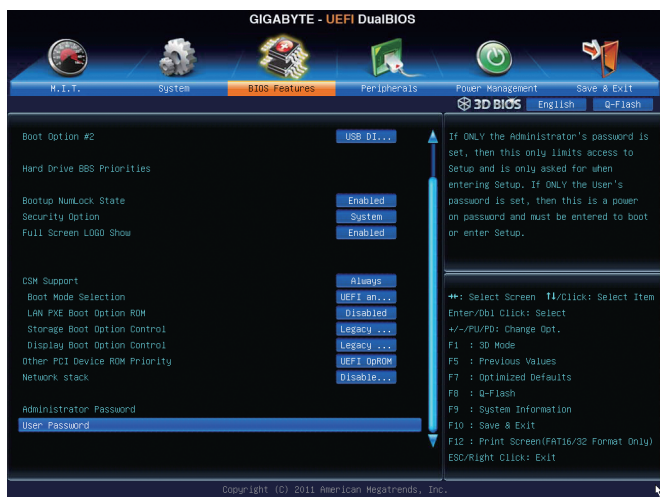 GIGABYTE - UEFI DualBIOS
M.I.T.
System
BIOS Features
Peripherals
Power Management
Save & Exit
3D BIOS
English
Q-Flash
Boot Option #2
USB DI...
Hard Drive BBS Priorities
Bootup NumLock State
Enabled
Security Option
System
Full Screen LOGO Show
Enabled
CSM Support
Always
Boot Mode Selection
UEFI an...
LAN PXE Boot Option ROM
Disabled
Storage Boot Option Control
Legacy ...
Display Boot Option Control
Legacy ...
Other PCI Device ROM Priority
UEFI OpROM
Network stack
Disable...
Administrator Password
User Password
If ONLY the Administrator's password is
set, then this only limits access to
Setup and is only asked for when
entering Setup. If ONLY the User's
password is set, then this is a power
on password and must be entered to boot
or enter Setup.
→←: Select Screen ↑↓/Click: Select Item
Enter/Dbl Click: Select
+/-/PU/PD: Change Opt.
F1 : 3D Mode
F5 : Previous Values
F7 : Optimized Defaults
F8 : Q-Flash
F9 : System Information
F10 : Save & Exit
F12 : Print Screen(FAT16/32 Format Only)
ESC/Right Click: Exit
Copyright (C) 2011 American Megatrends, Inc.